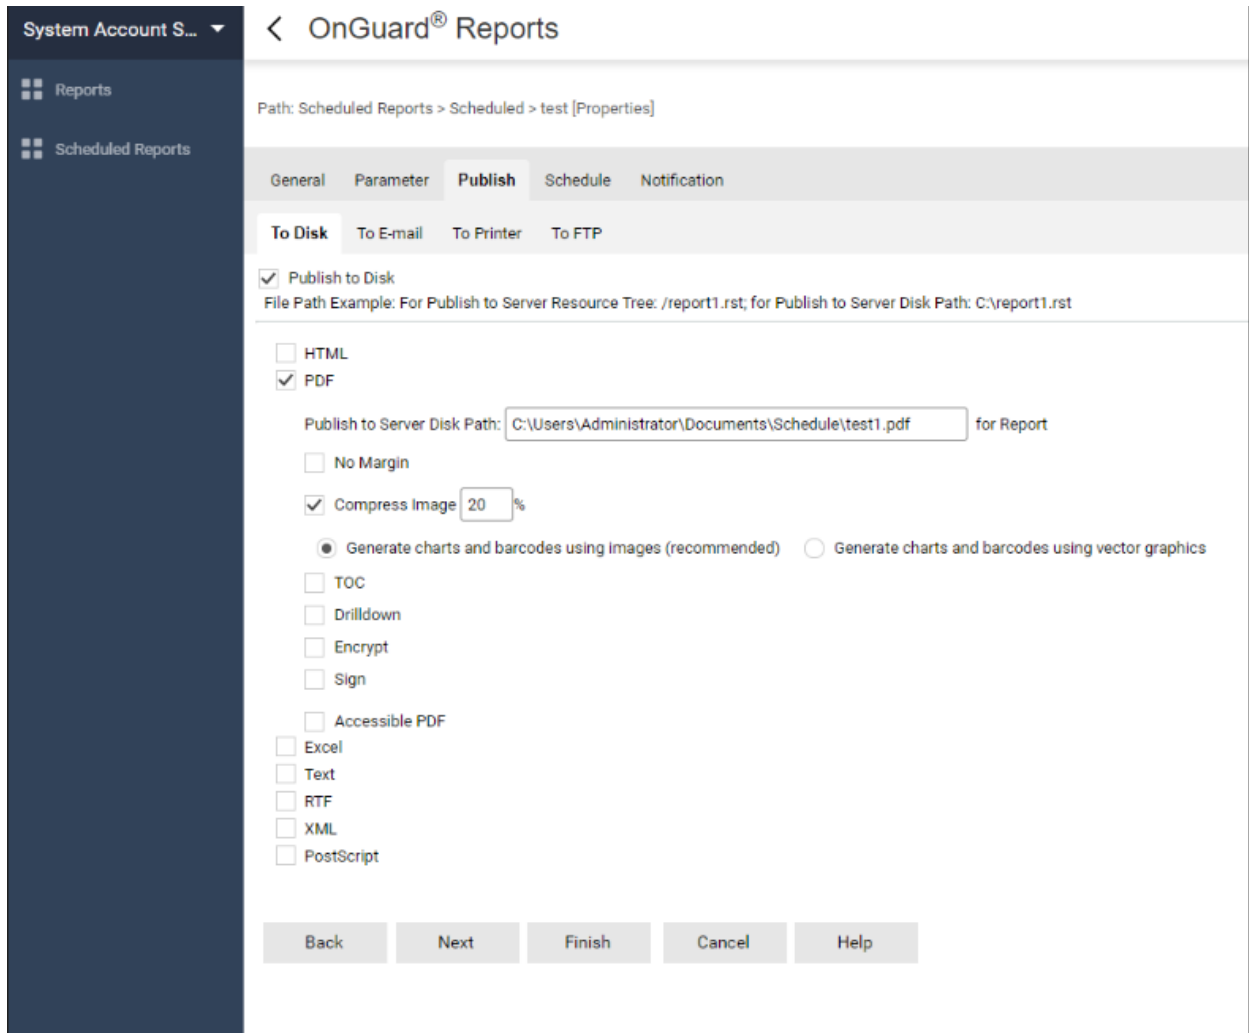 System Account S...
OnGuard® Reports
Reports
Scheduled Reports
Path: Scheduled Reports > Scheduled > test [Properties]
General Parameter Publish Schedule Notification
To Disk To E-mail To Printer To FTP
Publish to Disk
File Path Example: For Publish to Server Resource Tree: /report1.rst; for Publish to Server Disk Path: C:\report1.rst
HTML
PDF
Publish to Server Disk Path: C:\Users\Administrator\Documents\Schedule\test1.pdf for Report
No Margin
Compress Image 20 %
Generate charts and barcodes using images (recommended) Generate charts and barcodes using vector graphics
TOC
Drilldown
Encrypt
Sign
Accessible PDF
Excel
Text
RTF
XML
PostScript
Back Next Finish Cancel Help